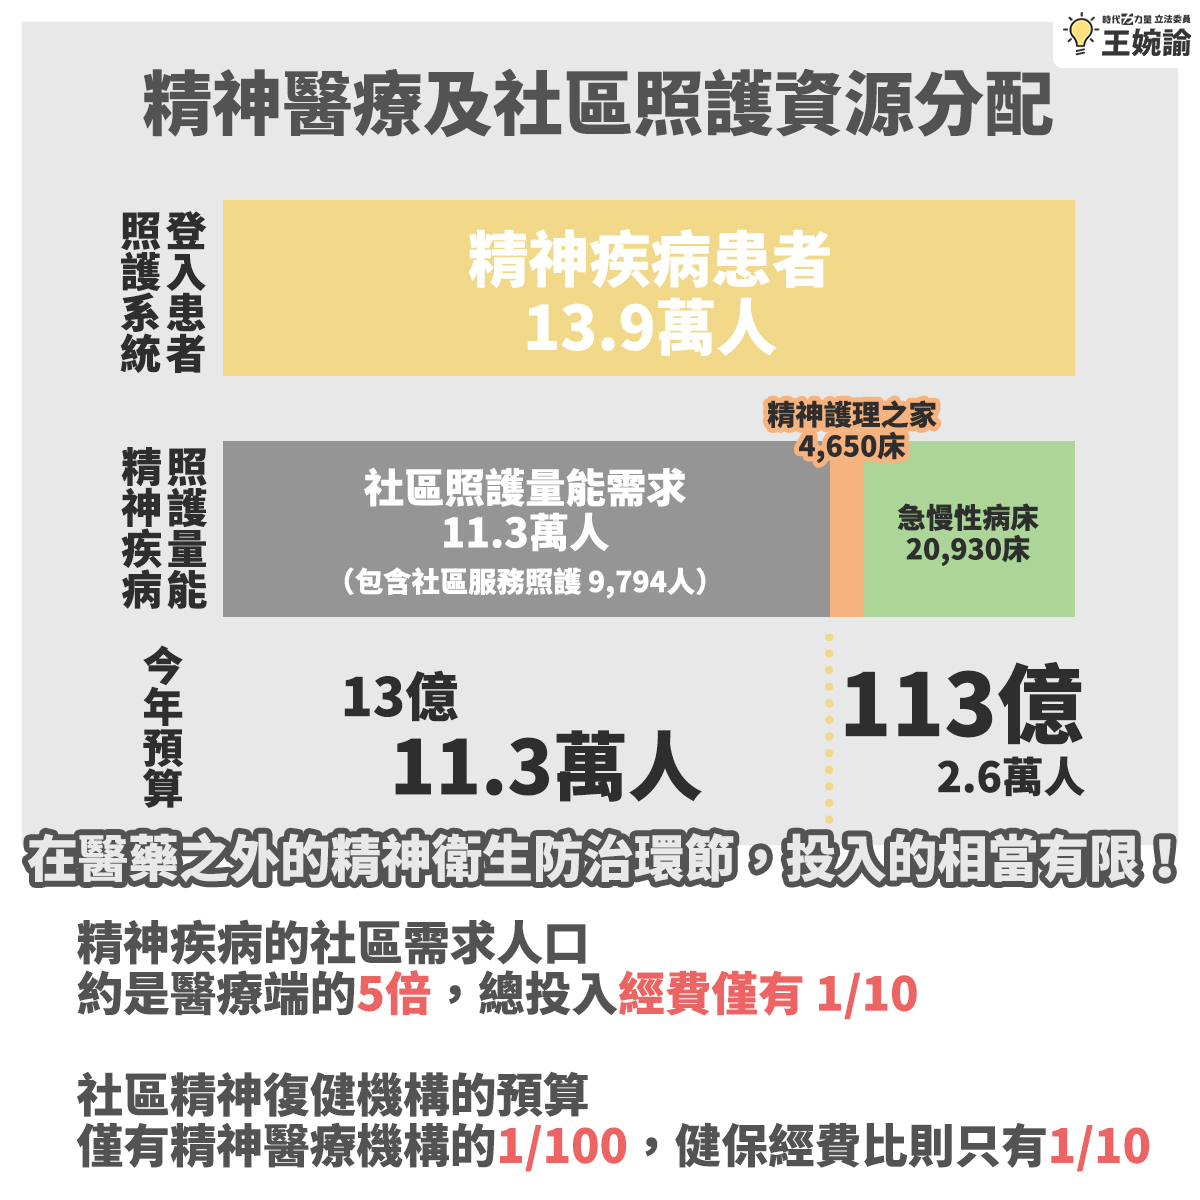 時代力量 立法委員
王婉諭
精神醫療及社區照護資源分配
登入患者
照護系統
精神疾病患者
13.9萬人
照護量能
精神疾病
精神護理之家
4,650床
社區照護量能需求
11.3萬人
（包含社區服務照護 9,794人）
急慢性病床
20,930床
今年預算
13億
11.3萬人
113億
2.6萬人
在醫藥之外的精神衛生防治環節，投入的相當有限！
精神疾病的社區需求人口
約是醫療端的5倍，總投入經費僅有 1/10
社區精神復健機構的預算
僅有精神醫療機構的1/100，健保經費比則只有1/10